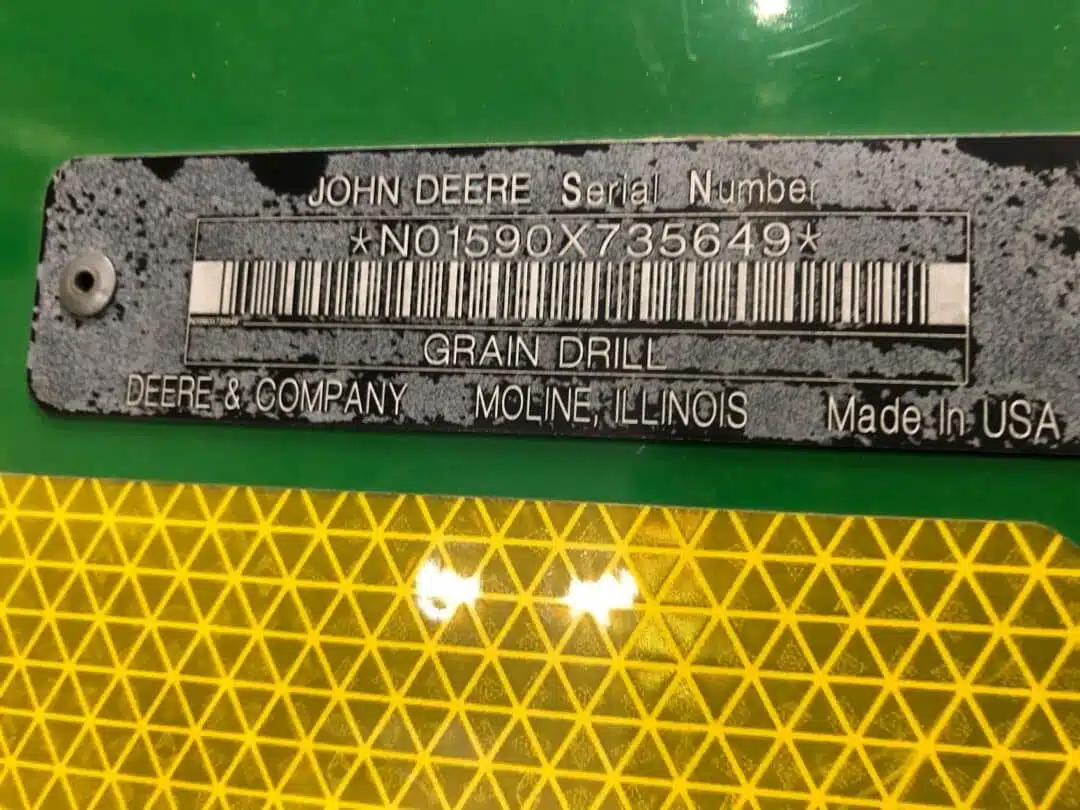 JOHN DEERE Serial Number
*N01590X735649*
GRAIN DRILL
DEERE & COMPANY MOLINE, ILLINOIS Made In USA